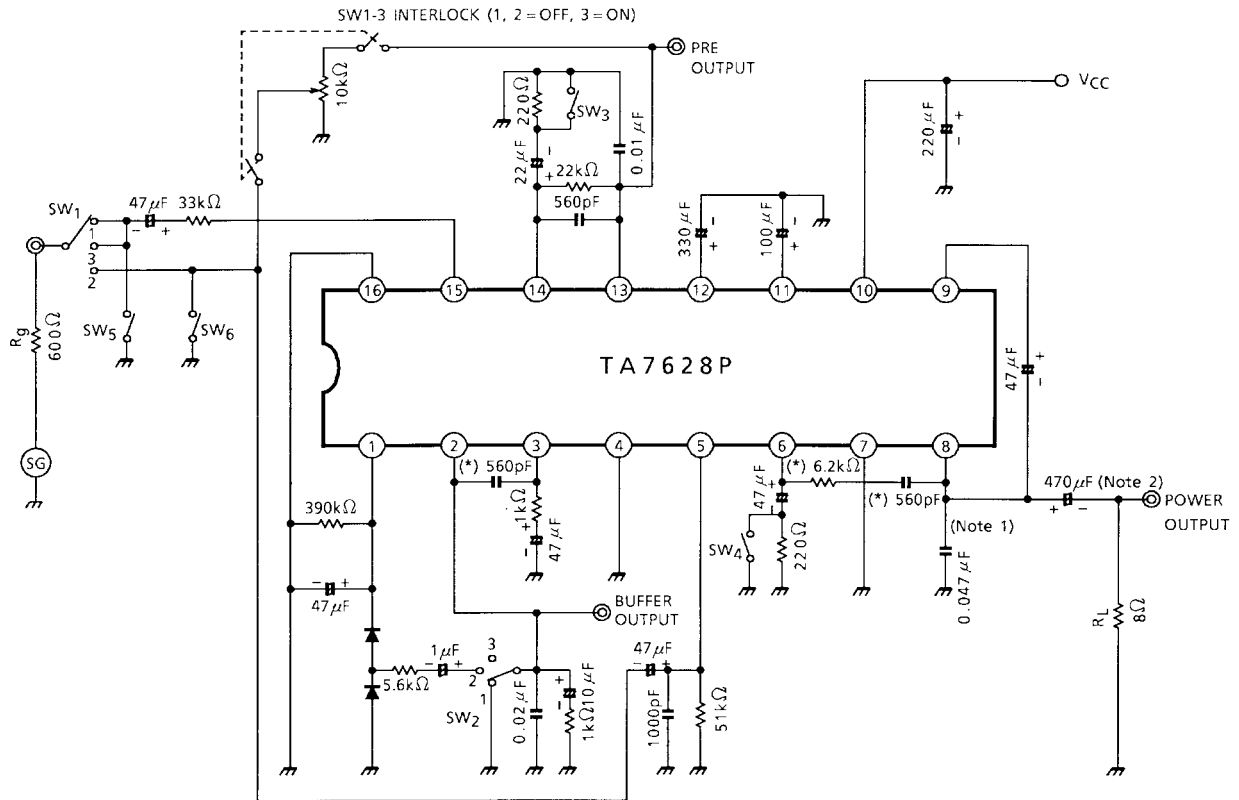 SW1-3 INTERLOCK (1, 2 = OFF, 3 = ON)
PRE
OUTPUT
10kΩ
220Ω
SW3
22μF
-
+
22kΩ
560pF
0.01μF
VCC
220μF
+
-
SW1
1
3
2
47μF
-
+
33kΩ
330μF
-
+
100μF
-
+
Rg
600Ω
SW5
SW6
SG
16
15
14
13
12
11
10
9
TA7628P
47μF
+
-
1
2
3
4
5
6
7
8
(*) 560pF
1kΩ
+
-
47μF
47μF
+
(*) 6.2kΩ
(*) 560pF
SW4
220Ω
(Note 1)
0.047μF
470μF (Note 2)
+
-
POWER
OUTPUT
RL
8Ω
390kΩ
-
+
47μF
BUFFER
OUTPUT
5.6kΩ
1μF
-
+
3
2
1
SW2
0.02μF
+
-
10μF
1kΩ
47μF
-
+
1000pF
51kΩ